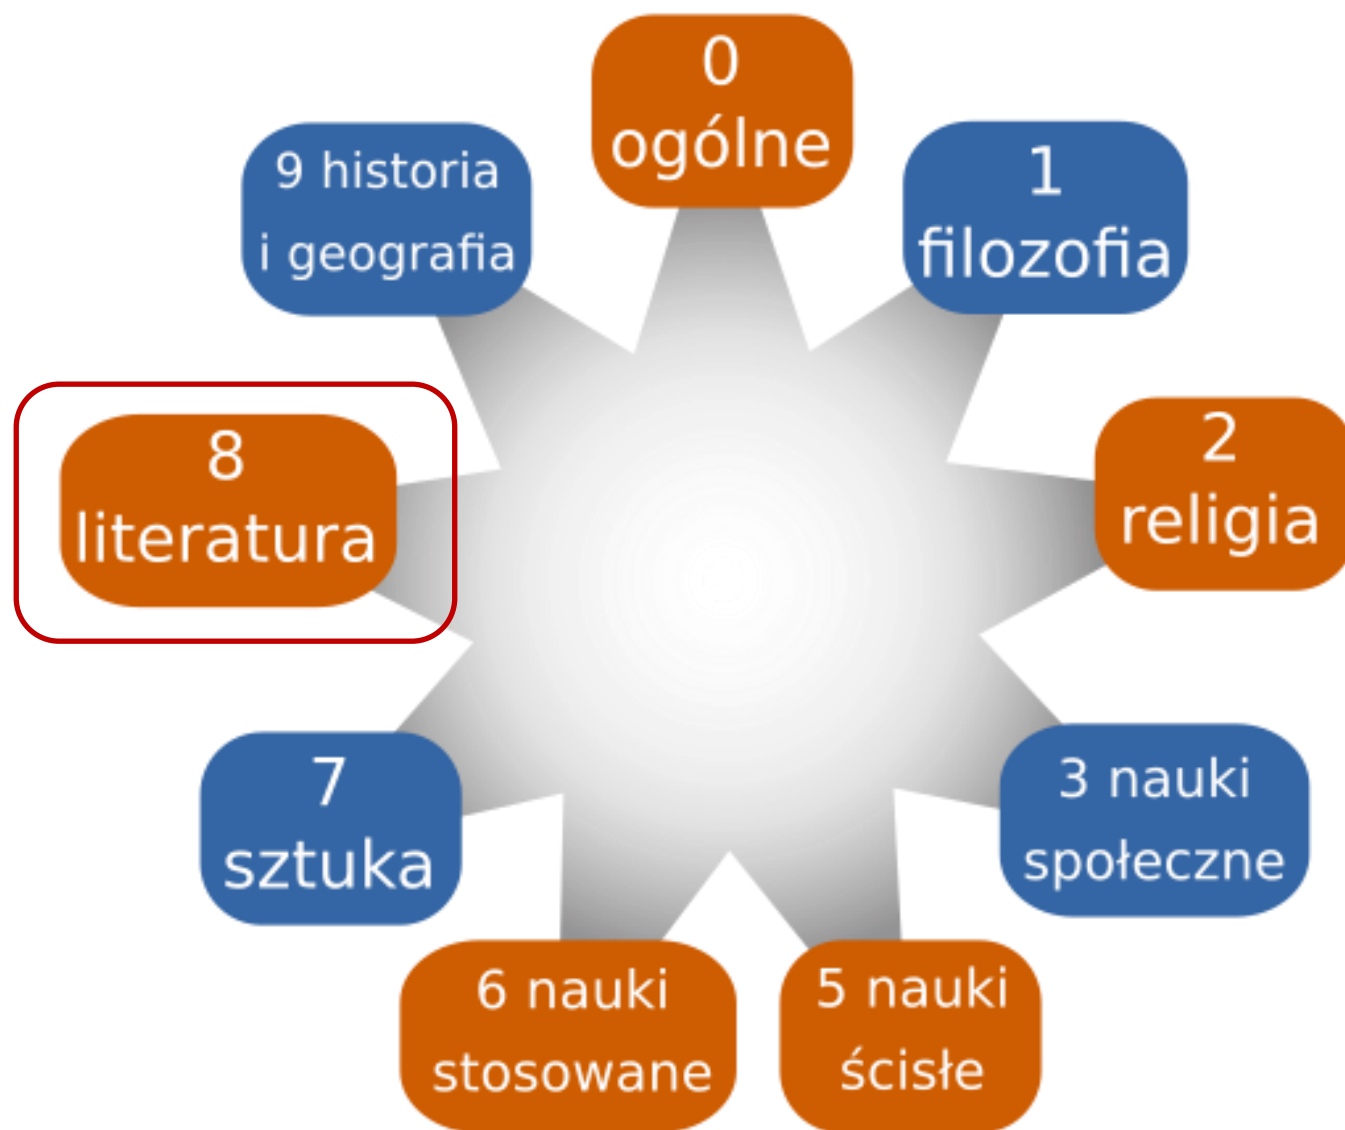 0
ogólne
1
filozofia
2
religia
3 nauki
społeczne
5 nauki
ścisłe
6 nauki
stosowane
7
sztuka
8
literatura
9 historia
i geografia